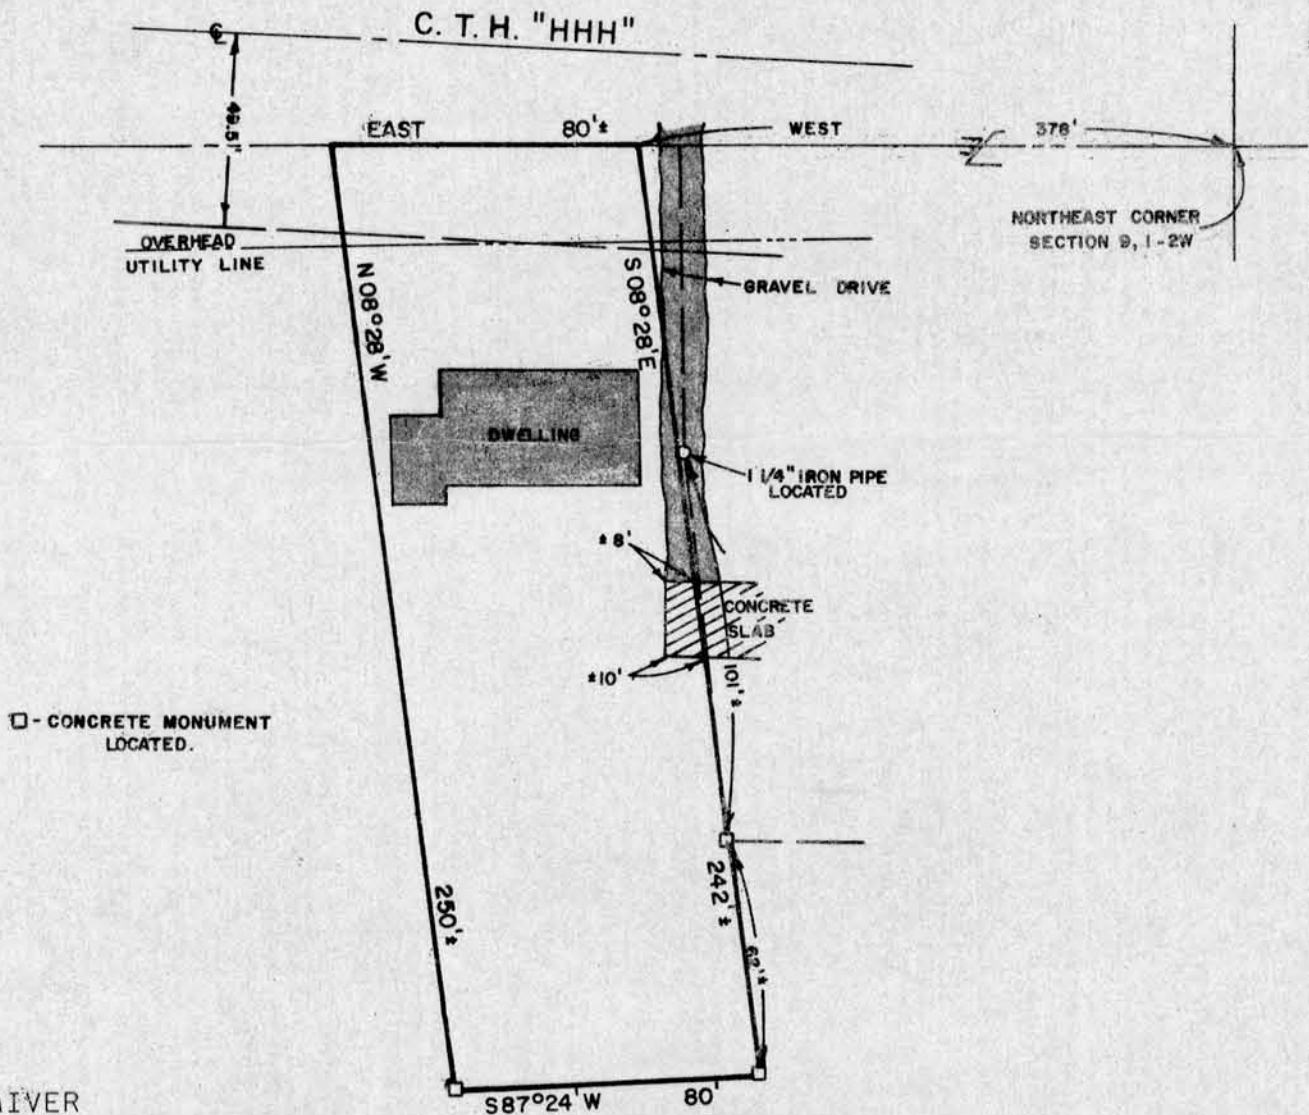 C. T. H. "HHH"
℄
49.51'
EAST 80'±
WEST
378'
NORTHEAST CORNER
SECTION 9, 1-2W
OVERHEAD
UTILITY LINE
N 08°28' W
S 08°28' E
GRAVEL DRIVE
DWELLING
1 1/4" IRON PIPE
LOCATED
±8'
CONCRETE
SLAB
±10'
101'±
□ - CONCRETE MONUMENT
LOCATED.
250'±
242'±
62'±
S87°24' W 80'